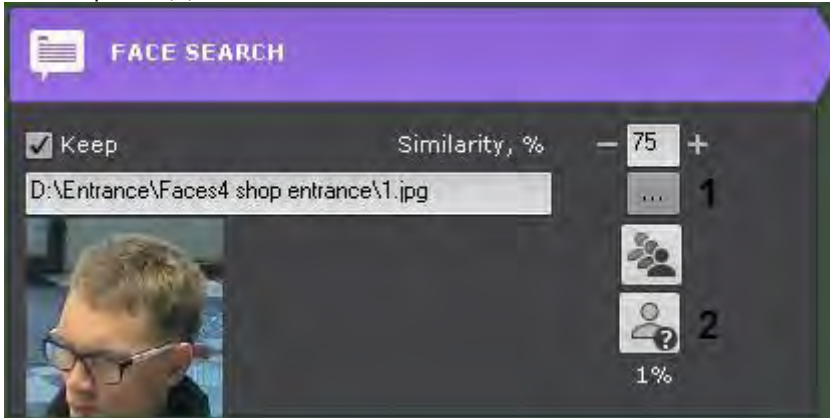 FACE SEARCH
Keep Similarity, % — 75 +
D:\Entrance\Faces4 shop entrance\1.jpg ... 1
2
1%